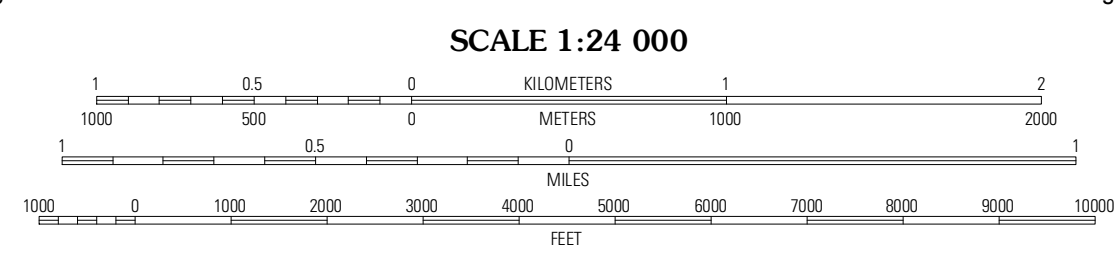 SCALE 1:24 000
1 0.5 0 KILOMETERS 1 2
1000 500 0 METERS 1000 2000
1 0.5 0 1
MILES
1000 0 1000 2000 3000 4000 5000 6000 7000 8000 9000 10000
FEET